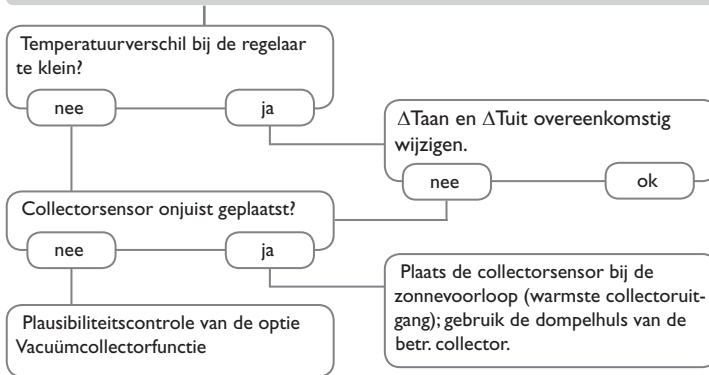 Temperatuurverschil bij de regelaar
te klein?
nee
ja
∆Taan en ∆Tuit overeenkomstig
wijzigen.
nee
ok
Collectorsensor onjuist geplaatst?
nee
ja
Plaats de collectorsensor bij de
zonnevoorloop (warmste collectoruit-
gang); gebruik de dompelhuls van de
betr. collector.
Plausibiliteitscontrole van de optie
Vacuümcollectorfunctie